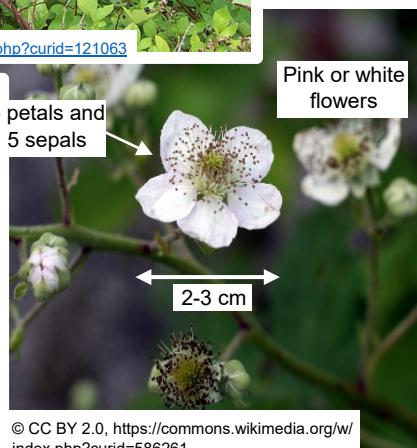 php?curid=121063
Pink or white
flowers
petals and
5 sepals
2-3 cm
© CC BY 2.0, https://commons.wikimedia.org/w/
index.php?curid=586261